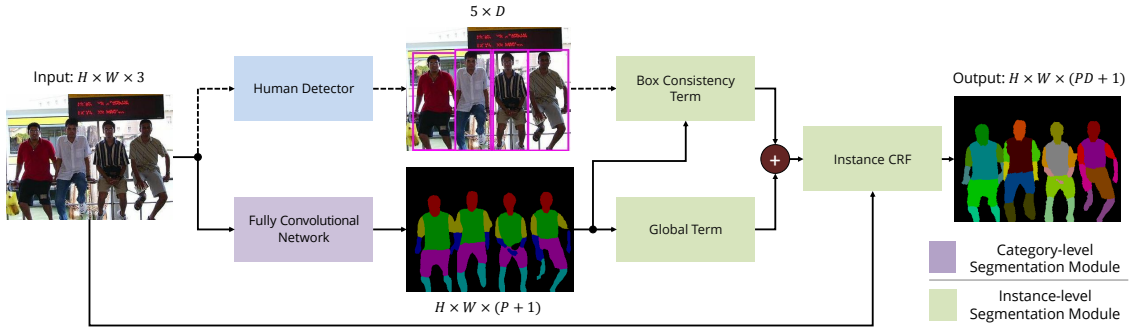 5 × D
Input: H × W × 3
Human Detector
Box Consistency
Term
Output: H × W × (PD + 1)
+
Instance CRF
Fully Convolutional
Network
Global Term
H × W × (P + 1)
Category-level
Segmentation Module
Instance-level
Segmentation Module